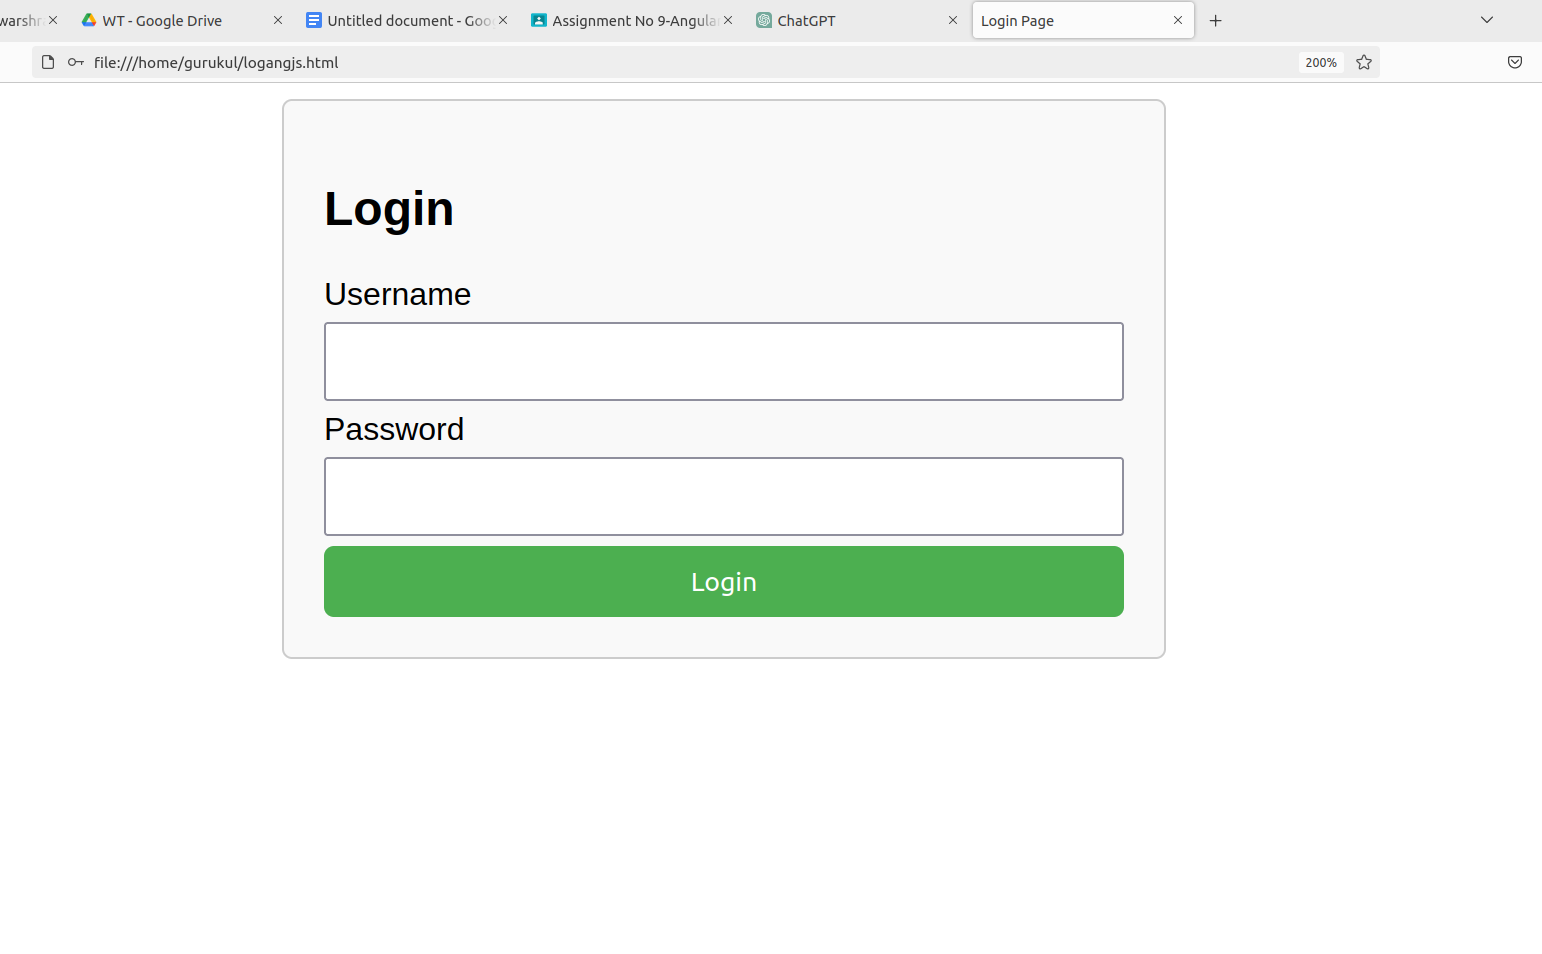 WT - Google Drive
Untitled document - Goo
Assignment No 9-Angula
ChatGPT
Login Page
file:///home/gurukul/logangjs.html
200%
Login
Username
Password
Login